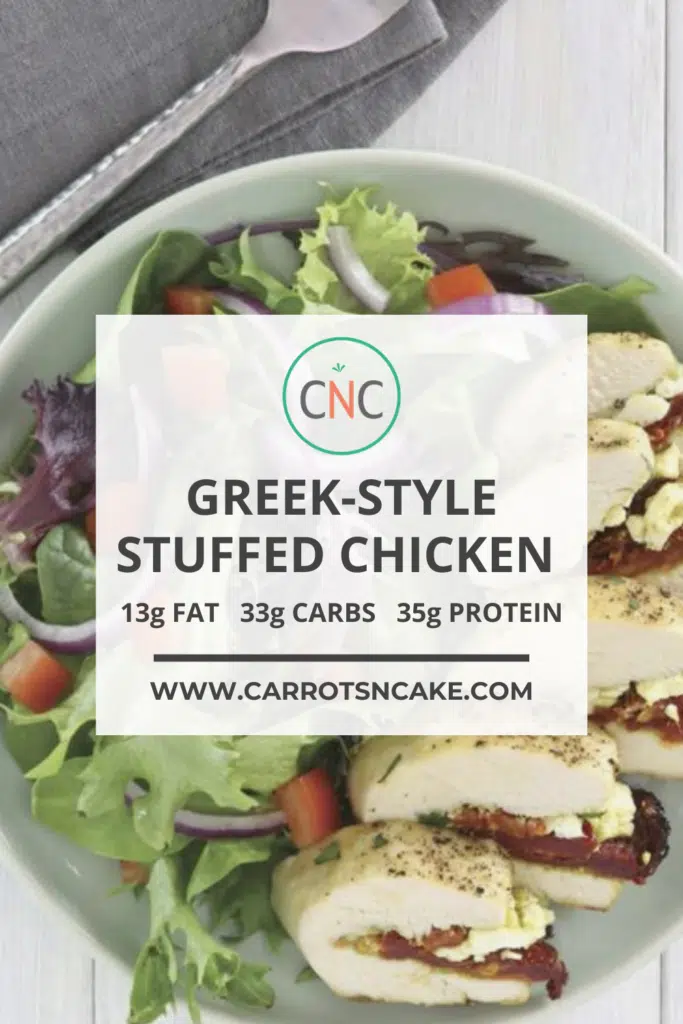 CNC
GREEK-STYLE
STUFFED CHICKEN
13g FAT 33g CARBS 35g PROTEIN
WWW.CARROTSNCAKE.COM